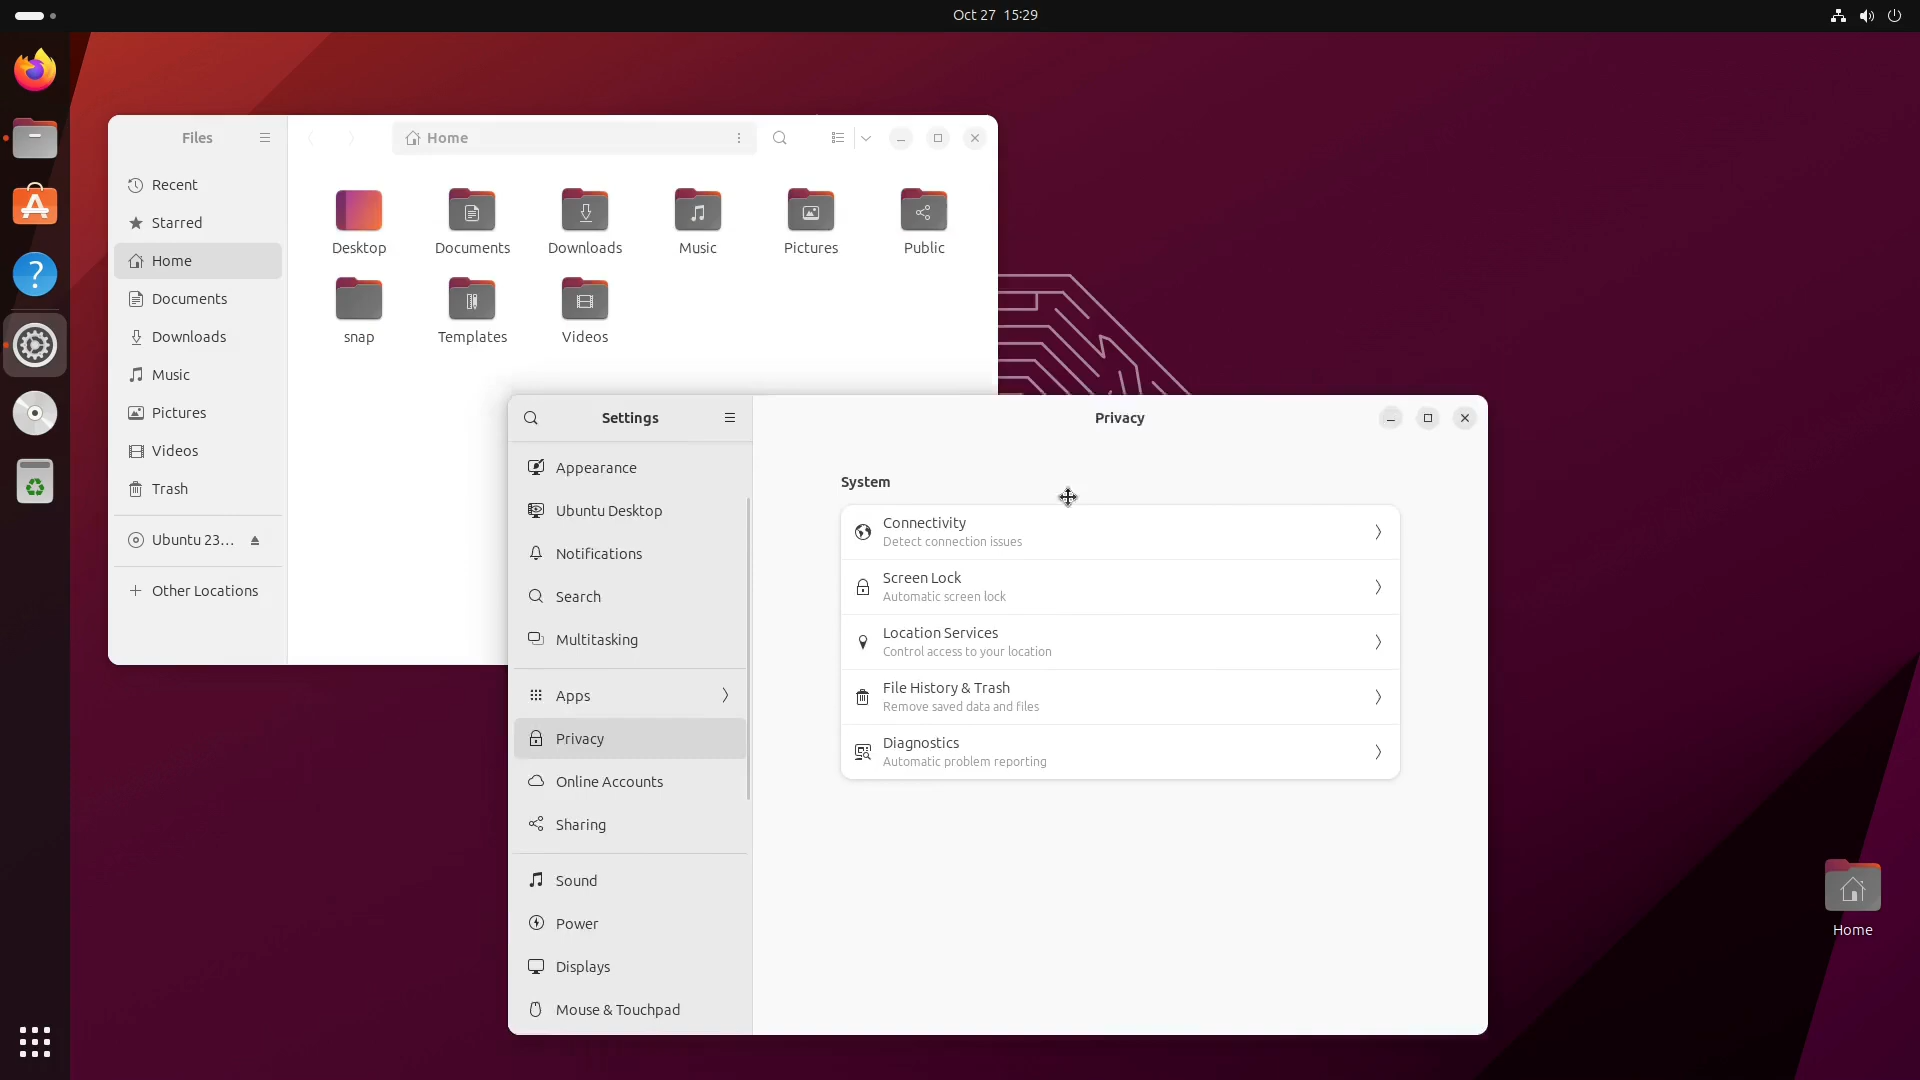 Oct 27 15:29
Files
Home
Recent
Starred
Home
Documents
Downloads
Music
Pictures
Videos
Trash
Ubuntu 23...
Other Locations
Desktop
Documents
Downloads
Music
Pictures
Public
snap
Templates
Videos
Settings
Appearance
Ubuntu Desktop
Notifications
Search
Multitasking
Apps
Privacy
Online Accounts
Sharing
Sound
Power
Displays
Mouse & Touchpad
Privacy
System
Connectivity
Detect connection issues
Screen Lock
Automatic screen lock
Location Services
Control access to your location
File History & Trash
Remove saved data and files
Diagnostics
Automatic problem reporting
Home